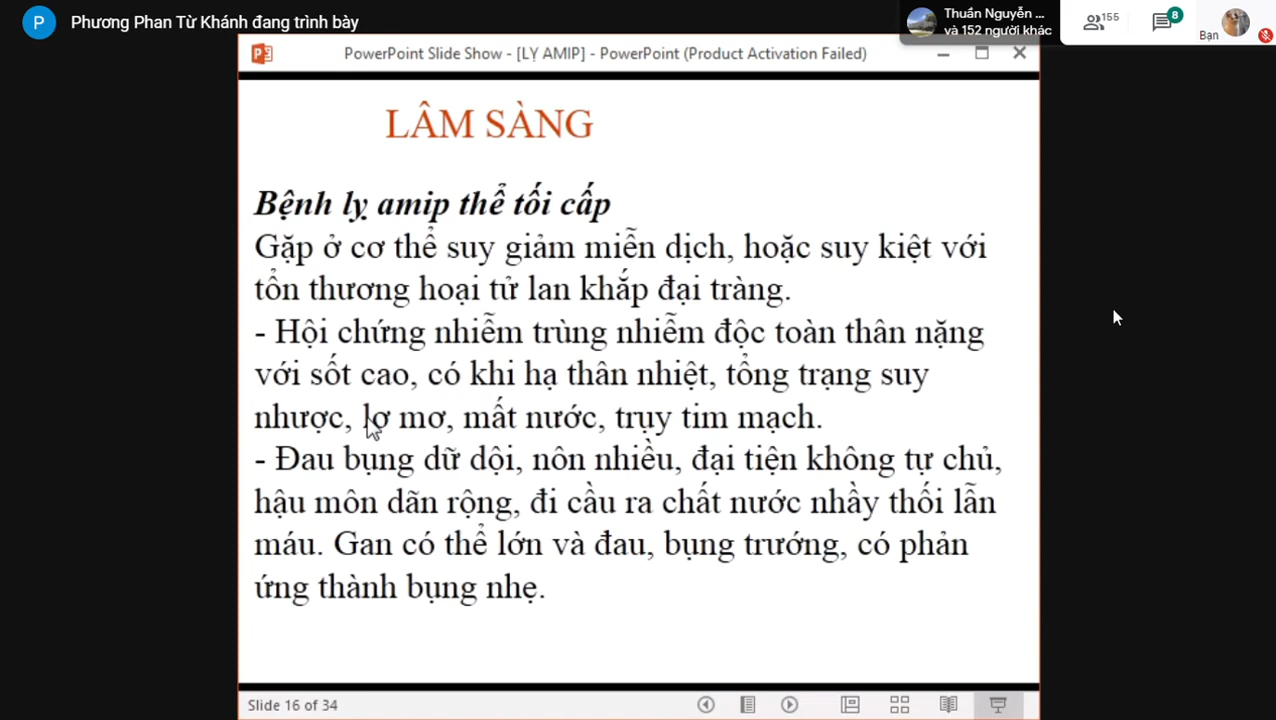 P Phương Phan Từ Khánh đang trình bày
Thuấn Nguyễn ...
và 152 người khác
155
8
Bạn
PowerPoint Slide Show - [LỴ AMIP] - PowerPoint (Product Activation Failed)
LÂM SÀNG
Bệnh lỵ amip thể tối cấp
Gặp ở cơ thể suy giảm miễn dịch, hoặc suy kiệt với
tổn thương hoại tử lan khắp đại tràng.
- Hội chứng nhiễm trùng nhiễm độc toàn thân nặng
với sốt cao, có khi hạ thân nhiệt, tổng trạng suy
nhược, lơ mơ, mất nước, trụy tim mạch.
- Đau bụng dữ dội, nôn nhiều, đại tiện không tự chủ,
hậu môn dãn rộng, đi cầu ra chất nước nhầy thối lẫn
máu. Gan có thể lớn và đau, bụng trướng, có phản
ứng thành bụng nhẹ.
Slide 16 of 34